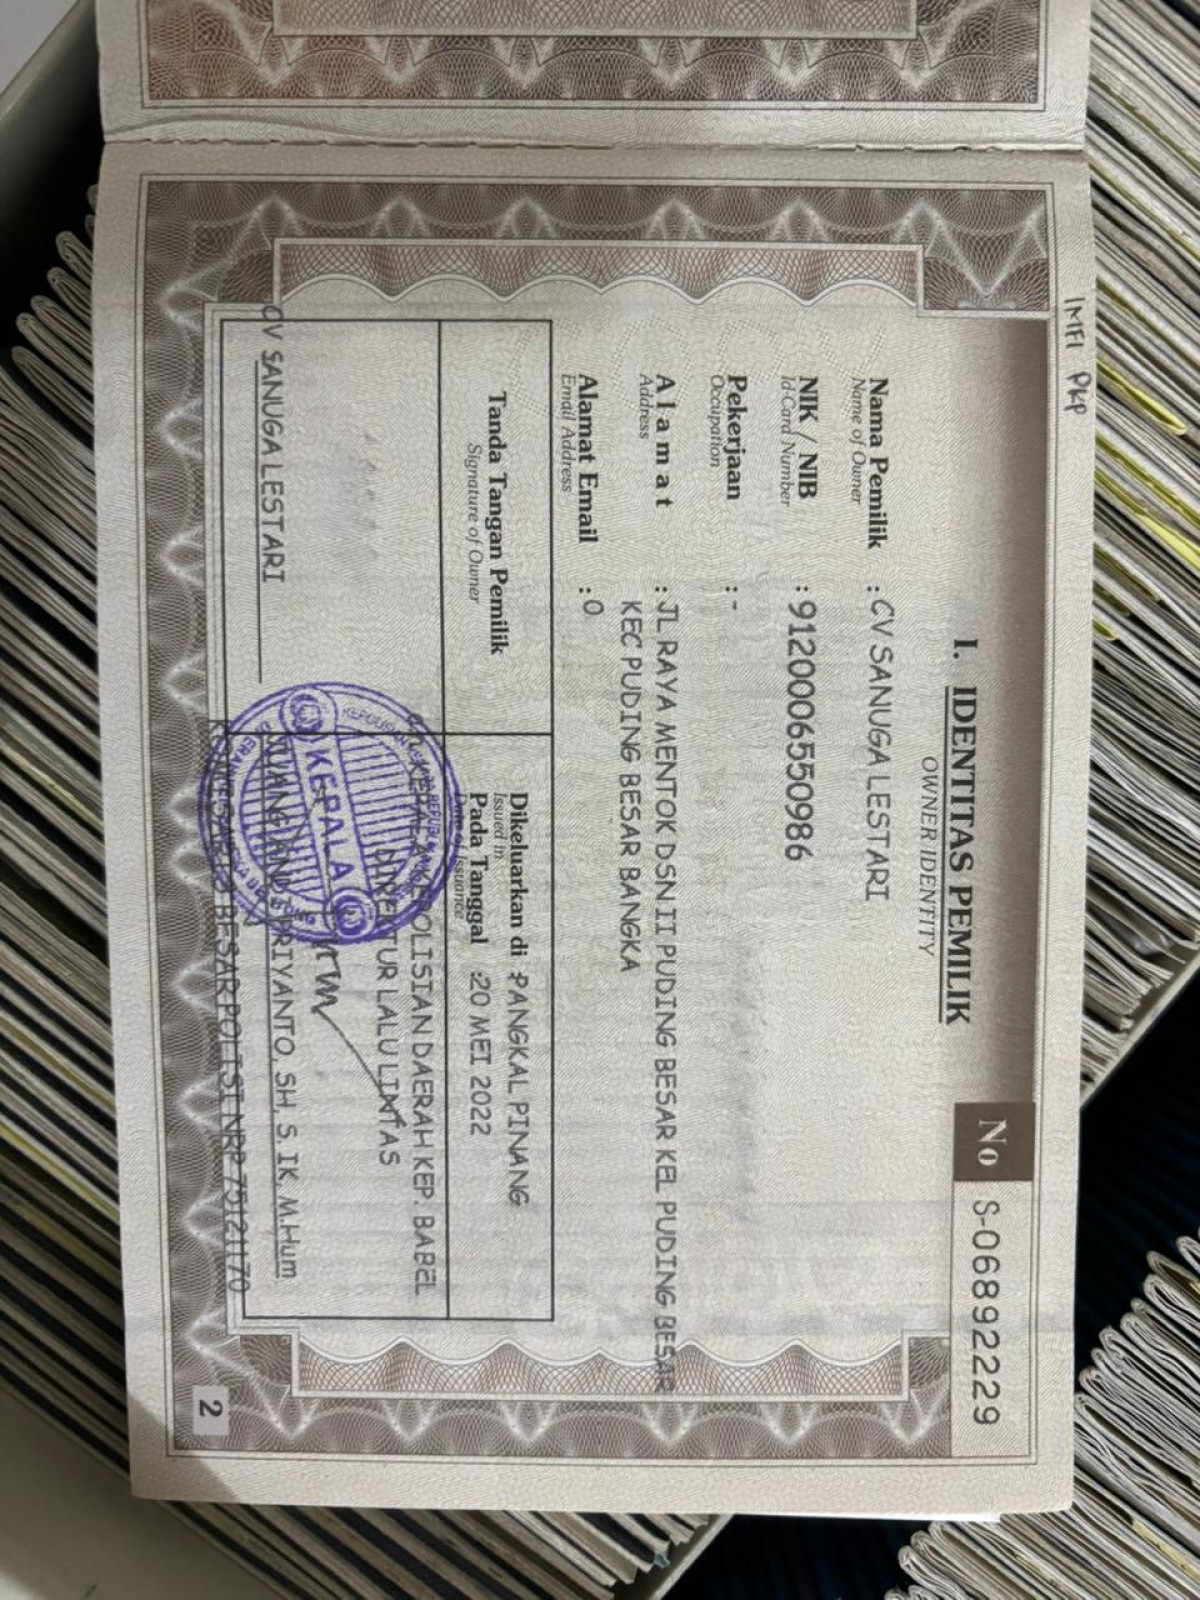 IMFI PKP
No S-06892229
I. IDENTITAS PEMILIK
OWNER IDENTITY
Nama Pemilik : CV SANUGA LESTARI
Name of Owner
NIK / NIB : 9120006550986
Id Card Number
Pekerjaan : -
Occupation
A l a m a t : JL RAYA MENTOK DSN II PUDING BESAR KEL PUDING BESAR
Address
KEC PUDING BESAR BANGKA
Alamat Email : 0
Email Address
Tanda Tangan Pemilik
Signature of Owner
Dikeluarkan di : PANGKAL PINANG
Issued in
Pada Tanggal : 20 MEI 2022
Date of Issuance
KEPALA KEPOLISIAN DAERAH KEP. BABEL
DIREKTUR LALU LINTAS
KEPALA
CV SANUGA LESTARI
PRIYANTO, SH, S. IK, M.Hum
BESAR POLISI NRP 75121170
2